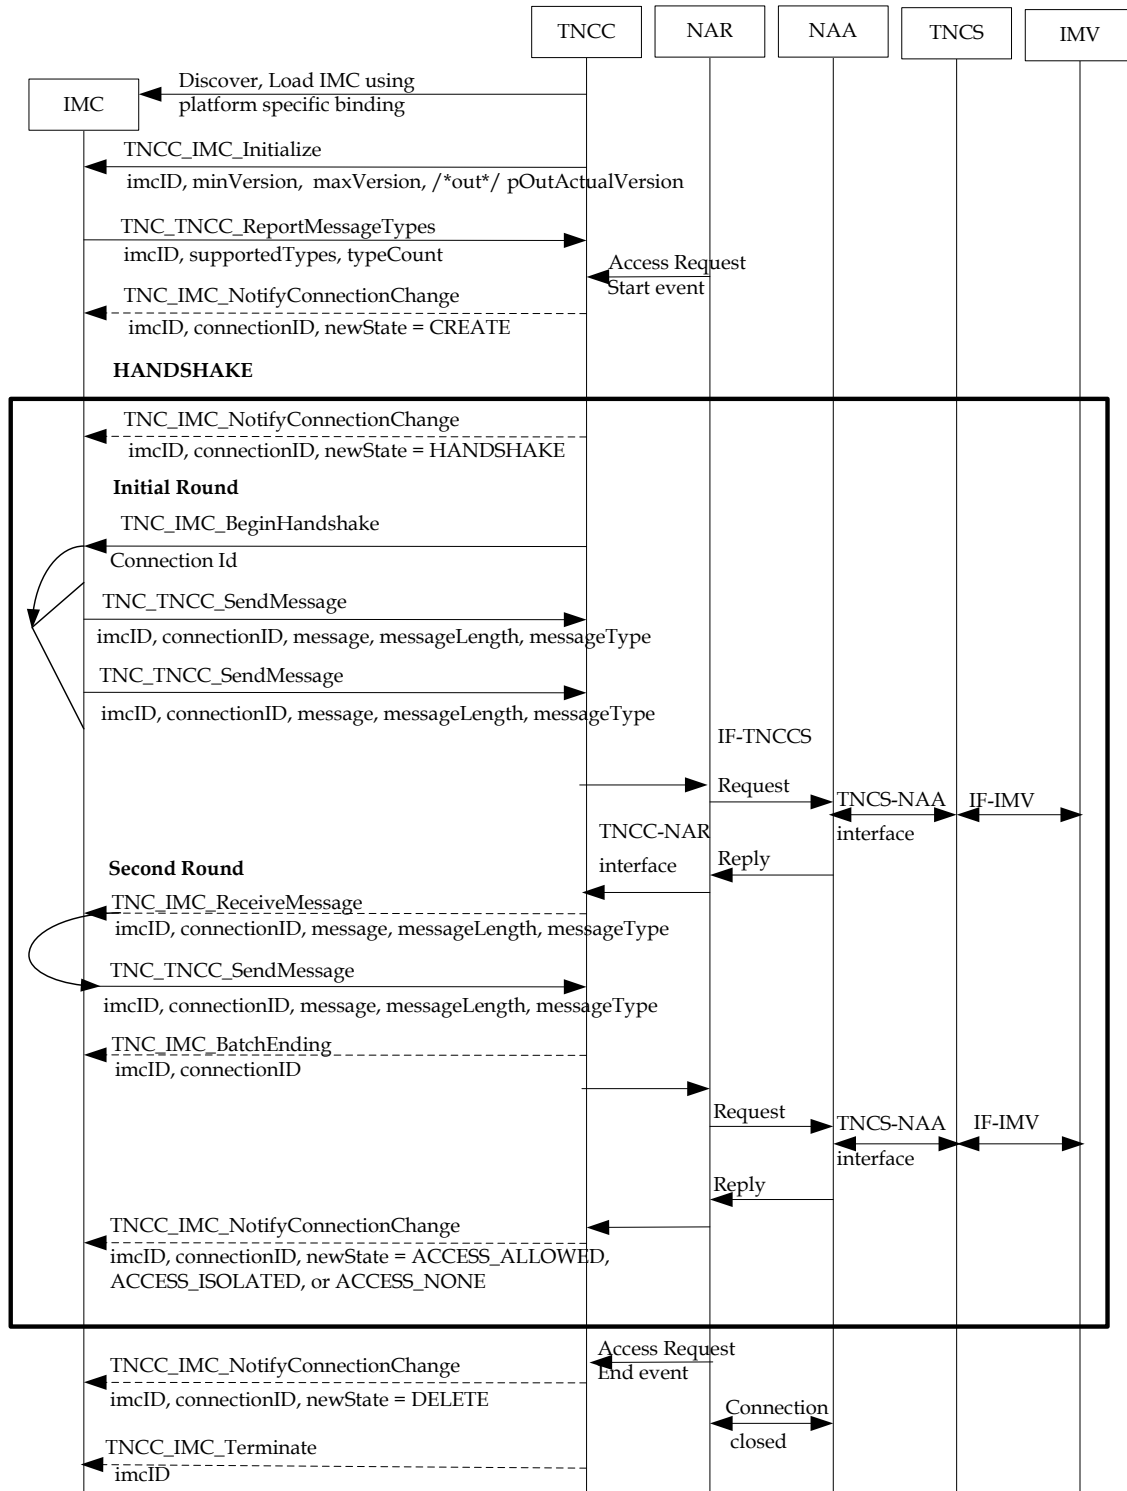 TNCC
NAR
NAA
TNCS
IMV
IMC
Discover, Load IMC using
platform specific binding
TNCC_IMC_Initialize
imcID, minVersion, maxVersion, /*out*/ pOutActualVersion
TNC_TNCC_ReportMessageTypes
imcID, supportedTypes, typeCount
Access Request
Start event
TNC_IMC_NotifyConnectionChange
imcID, connectionID, newState = CREATE
HANDSHAKE
TNC_IMC_NotifyConnectionChange
imcID, connectionID, newState = HANDSHAKE
Initial Round
TNC_IMC_BeginHandshake
Connection Id
TNC_TNCC_SendMessage
imcID, connectionID, message, messageLength, messageType
TNC_TNCC_SendMessage
imcID, connectionID, message, messageLength, messageType
IF-TNCCS
Request
TNCS-NAA
interface
IF-IMV
TNCC-NAR
interface
Reply
Second Round
TNC_IMC_ReceiveMessage
imcID, connectionID, message, messageLength, messageType
TNC_TNCC_SendMessage
imcID, connectionID, message, messageLength, messageType
TNC_IMC_BatchEnding
imcID, connectionID
Request
TNCS-NAA
interface
IF-IMV
Reply
TNCC_IMC_NotifyConnectionChange
imcID, connectionID, newState = ACCESS_ALLOWED,
ACCESS_ISOLATED, or ACCESS_NONE
Access Request
End event
TNCC_IMC_NotifyConnectionChange
imcID, connectionID, newState = DELETE
Connection
closed
TNCC_IMC_Terminate
imcID